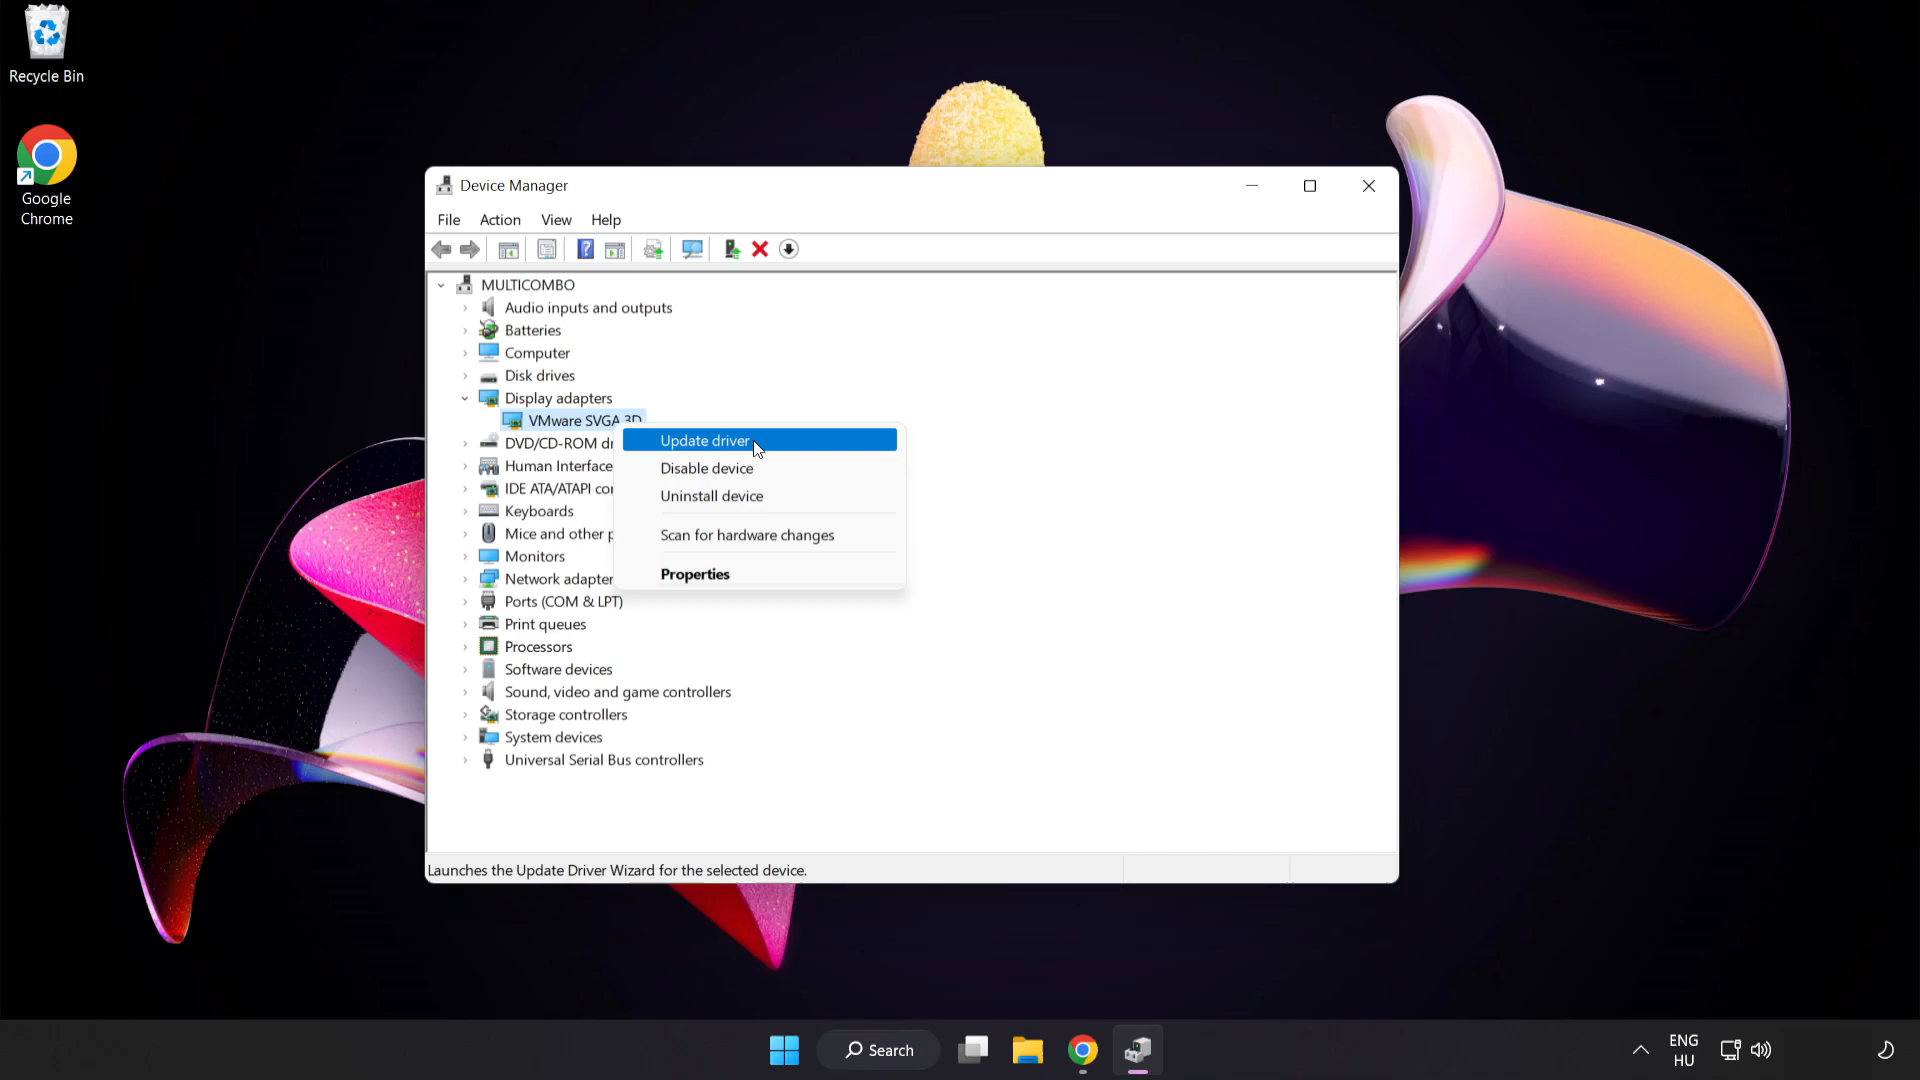 Recycle Bin
Google
Chrome
Device Manager
File Action View Help
MULTICOMBO
Audio inputs and outputs
Batteries
Computer
Disk drives
Display adapters
VMware SVGA 3D
DVD/CD-ROM dr
Human Interface
IDE ATA/ATAPI con
Keyboards
Mice and other p
Monitors
Network adapter
Ports (COM & LPT)
Print queues
Processors
Software devices
Sound, video and game controllers
Storage controllers
System devices
Universal Serial Bus controllers
Update driver
Disable device
Uninstall device
Scan for hardware changes
Properties
Launches the Update Driver Wizard for the selected device.
Search
ENG
HU